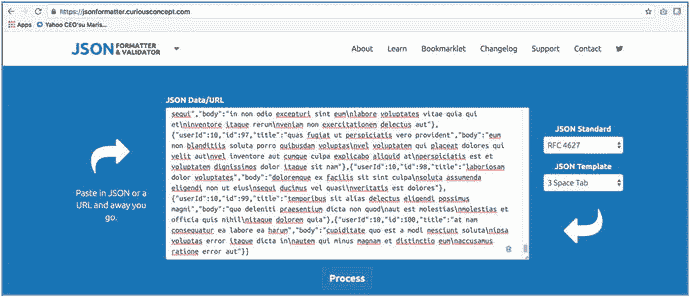 https://jsonformatter.curiousconcept.com
Apps Yahoo CEO'su Maris...
JSON FORMATTER & VALIDATOR
About Learn Bookmarklet Changelog Support Contact
JSON Data/URL
sequi","body":"in non odio excepturi sint eum\nlabore voluptates vitae quia qui
et\ninventore itaque rerum\nveniam non exercitationem delectus aut"},
{"userId":10,"id":97,"title":"quas fugiat ut perspiciatis vero provident","body":"eum
non blanditiis soluta porro quibusdam voluptas\nvel voluptatem qui placeat dolores qui
velit aut\nvel inventore aut cumque culpa explicabo aliquid at\nperspiciatis est et
voluptatem dignissimos dolor itaque sit nam"},{"userId":10,"id":98,"title":"laboriosam
dolor voluptates","body":"doloremque ex facilis sit sint culpa\nsoluta assumenda
eligendi non ut eius\nsequi ducimus vel quasi\nveritatis est dolores"},
{"userId":10,"id":99,"title":"temporibus sit alias delectus eligendi possimus
magni","body":"quo deleniti praesentium dicta non quod\naut est molestias\nmolestias et
officia quis nihil\nitaque dolorem quia"},{"userId":10,"id":100,"title":"at nam
consequatur ea labore ea harum","body":"cupiditate quo est a modi nesciunt soluta\nipsa
voluptas error itaque dicta in\nautem qui minus magnam et distinctio eum\naccusamus
ratione error aut"}]
Paste in JSON or a
URL and away you
go.
JSON Standard
RFC 4627
JSON Template
3 Space Tab
Process